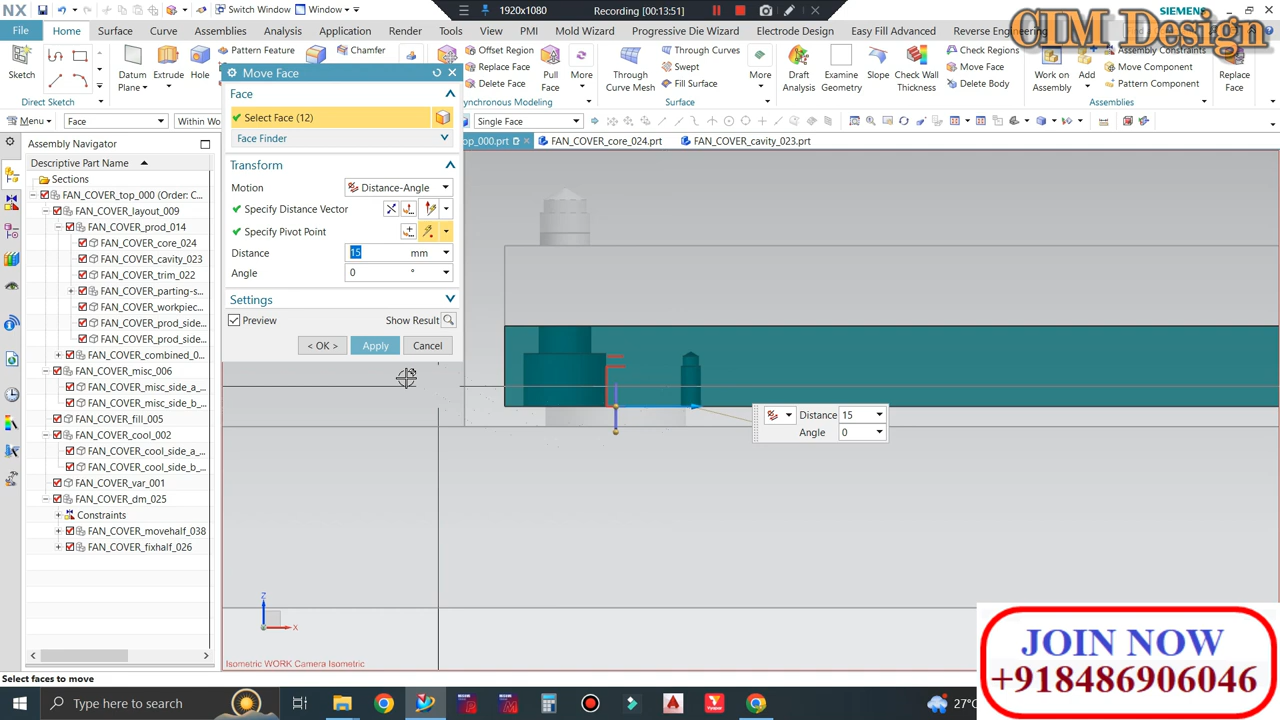 NX
Switch Window
Window
1920x1080
Recording [00:13:51]
SIEMENS
CIM Design
File
Home
Surface
Curve
Assemblies
Analysis
Application
Render
Tools
View
PMI
Mold Wizard
Progressive Die Wizard
Electrode Design
Easy Fill Advanced
Reverse Engineering
Sketch
Direct Sketch
Datum Plane
Extrude
Hole
Pattern Feature
Chamfer
Offset Region
Replace Face
Delete Face
Pull Face
More
Synchronous Modeling
Through Curve Mesh
Through Curves
Swept
Extend Sheet
More
Surface
Draft Analysis
Examine Geometry
Slope
Check Wall Thickness
Check Regions
Move Face
Delete Body
Work on Assembly
Add
Assembly Constraints
Move Component
Pattern Component
Assemblies
Replace Face
Menu
Face
Within Wo
Single Face
Move Face
Face
Select Face (12)
Face Finder
Transform
Motion
Distance-Angle
Specify Distance Vector
Specify Pivot Point
Distance
15
mm
Angle
0
°
Settings
Preview
Show Result
< OK >
Apply
Cancel
op_000.prt
FAN_COVER_core_024.prt
FAN_COVER_cavity_023.prt
Assembly Navigator
Descriptive Part Name
Sections
FAN_COVER_top_000 (Order: C...
FAN_COVER_layout_009
FAN_COVER_prod_014
FAN_COVER_core_024
FAN_COVER_cavity_023
FAN_COVER_trim_022
FAN_COVER_parting-s...
FAN_COVER_workpiec...
FAN_COVER_prod_side...
FAN_COVER_prod_side...
FAN_COVER_combined_0...
FAN_COVER_misc_006
FAN_COVER_misc_side_a_...
FAN_COVER_misc_side_b_...
FAN_COVER_fill_005
FAN_COVER_cool_002
FAN_COVER_cool_side_a_...
FAN_COVER_cool_side_b_...
FAN_COVER_var_001
FAN_COVER_dm_025
Constraints
FAN_COVER_movehalf_038
FAN_COVER_fixhalf_026
Distance 15
Angle 0
Z
X
Isometric WORK Camera Isometric
Select faces to move
JOIN NOW
+918486906046
Type here to search
27°C